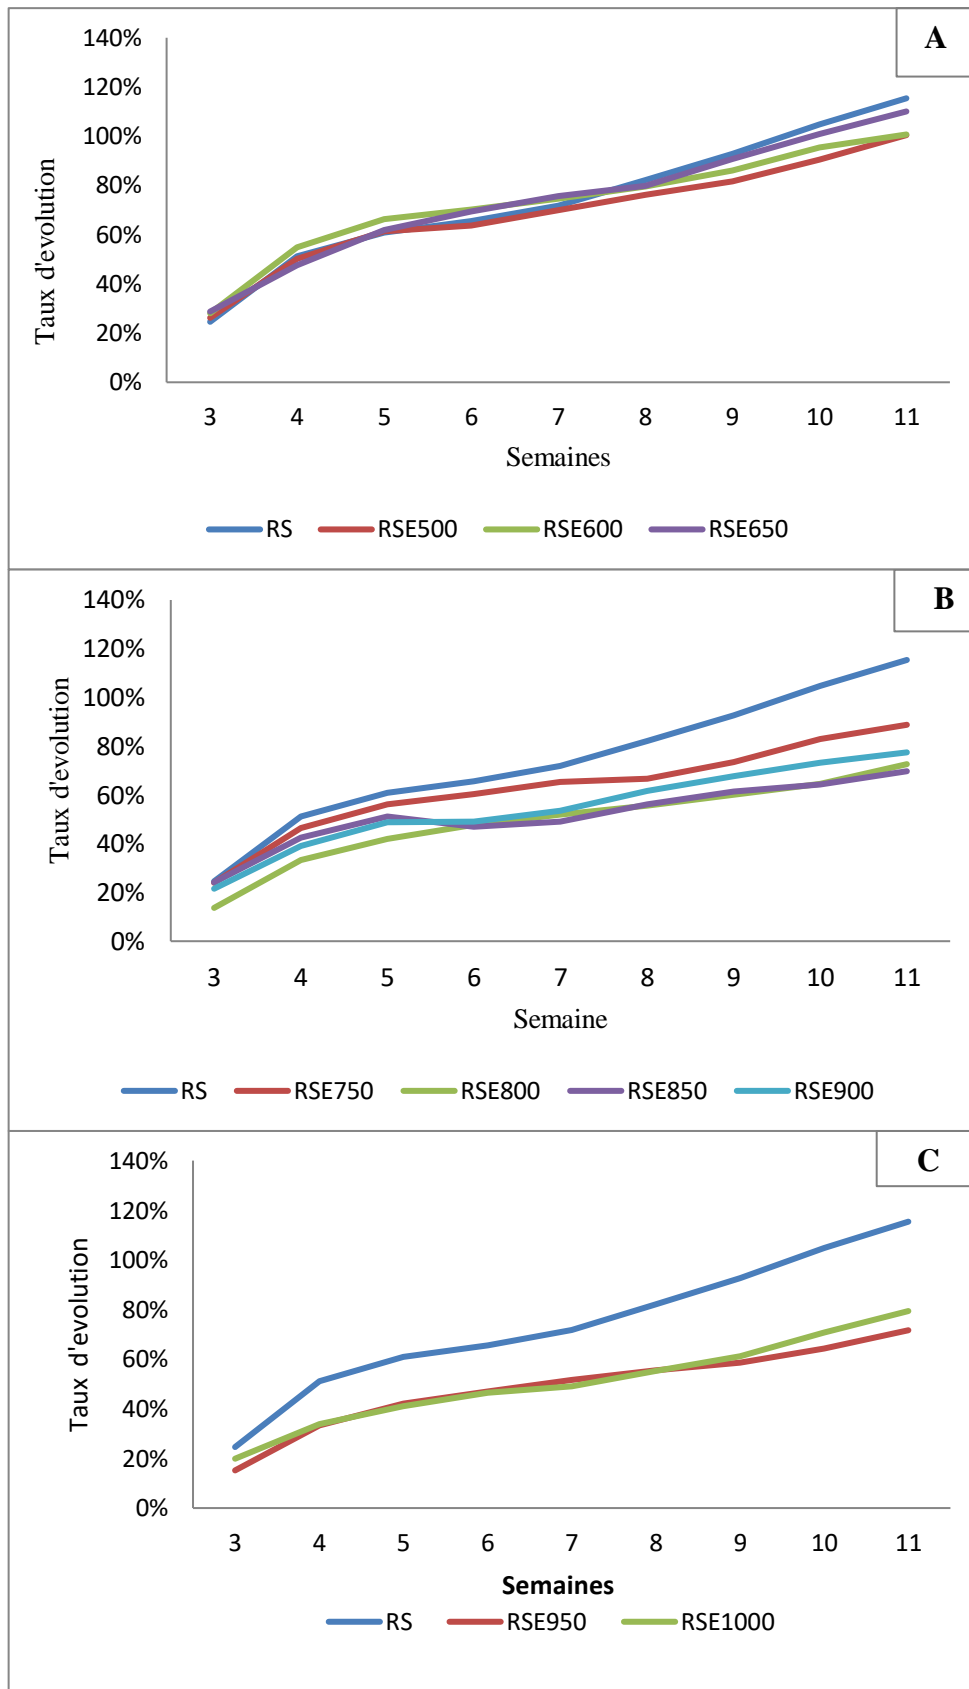 A
140%
120%
100%
80%
60%
40%
20%
0%
Taux d'evolution
3 4 5 6 7 8 9 10 11
Semaines
RS RSE500 RSE600 RSE650
B
140%
120%
100%
80%
60%
40%
20%
0%
Taux d'evolution
3 4 5 6 7 8 9 10 11
Semaine
RS RSE750 RSE800 RSE850 RSE900
C
140%
120%
100%
80%
60%
40%
20%
0%
Taux d'evolution
3 4 5 6 7 8 9 10 11
Semaines
RS RSE950 RSE1000